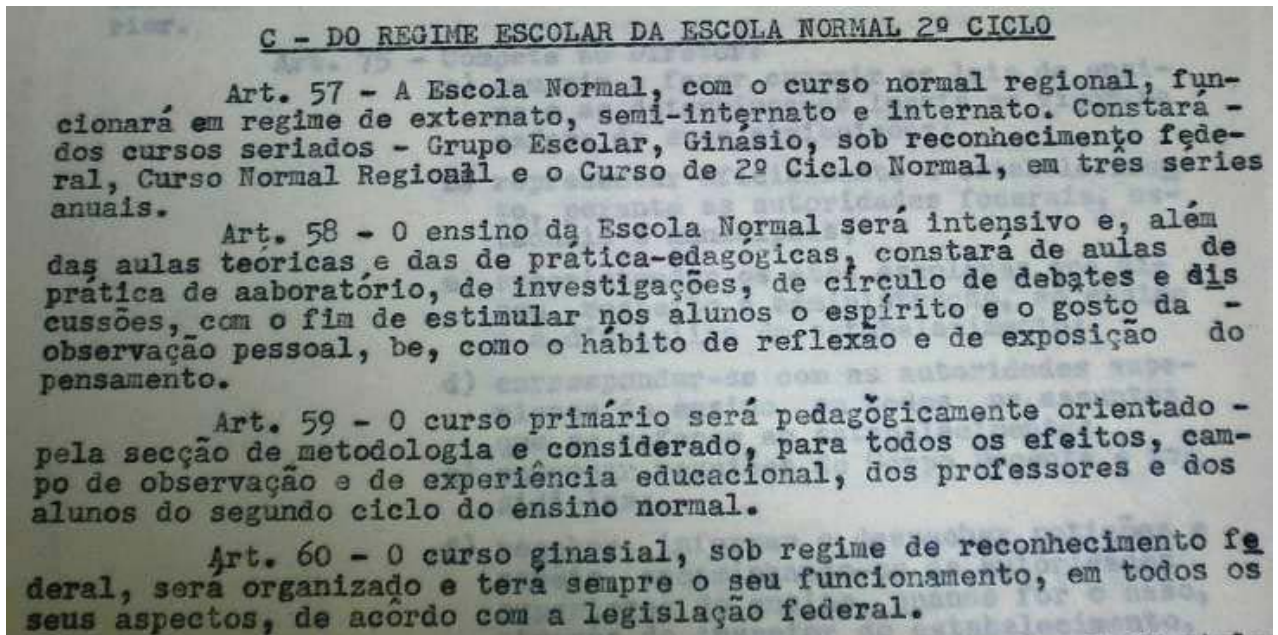 C - DO REGIME ESCOLAR DA ESCOLA NORMAL 2º CICLO
Art. 57 - A Escola Normal, com o curso normal regional, fun-
cionará em regime de externato, semi-internato e internato. Constará -
dos cursos seriados - Grupo Escolar, Ginásio, sob reconhecimento fede-
ral, Curso Normal Regional e o Curso de 2º Ciclo Normal, em três séries
anuais.
Art. 58 - O ensino da Escola Normal será intensivo e, além
das aulas teóricas e das de prática-edagógicas, constará de aulas de
prática de aaboratório, de investigações, de círculo de debates e dis
cussões, com o fim de estimular nos alunos o espírito e o gosto da -
observação pessoal, be, como o hábito de reflexão e de exposição do
pensamento.
Art. 59 - O curso primário será pedagògicamente orientado -
pela secção de metodologia e considerado, para todos os efeitos, cam-
po de observação e de experiência educacional, dos professores e dos
alunos do segundo ciclo do ensino normal.
Art. 60 - O curso ginasial, sob regime de reconhecimento fe
deral, será organizado e terá sempre o seu funcionamento, em todos os
seus aspectos, de acôrdo com a legislação federal.